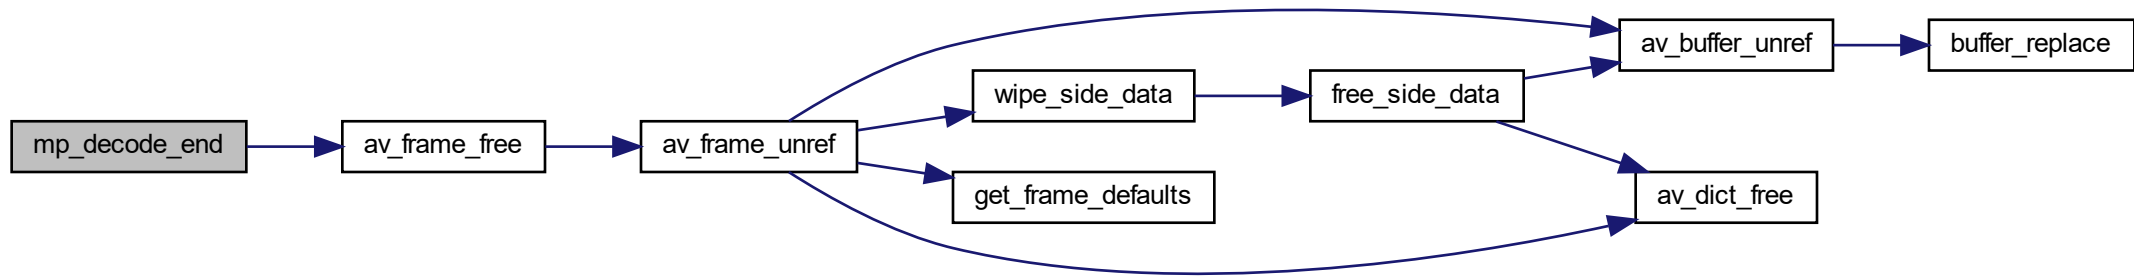 mp_decode_end
av_frame_free
av_frame_unref
wipe_side_data
get_frame_defaults
free_side_data
av_buffer_unref
av_dict_free
buffer_replace